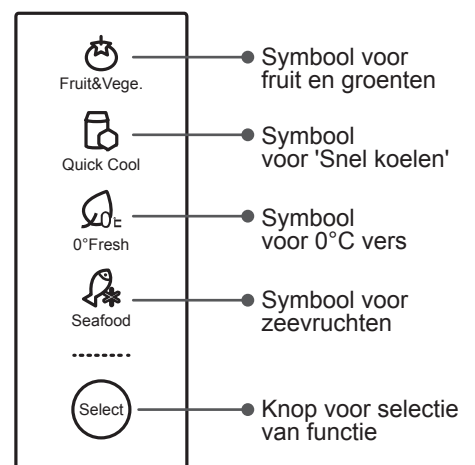 Fruit&Vege.
Symbool voor
fruit en groenten
Quick Cool
Symbool
voor 'Snel koelen'
0°Fresh
Symbool
voor 0°C vers
Seafood
Symbool voor
zeevruchten
Select
Knop voor selectie
van functie